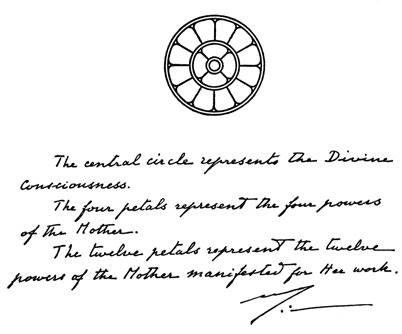 The central circle represents the Divine
Consciousness.
The four petals represent the four powers
of the Mother.
The twelve petals represent the twelve
powers of the Mother manifested for Her work.